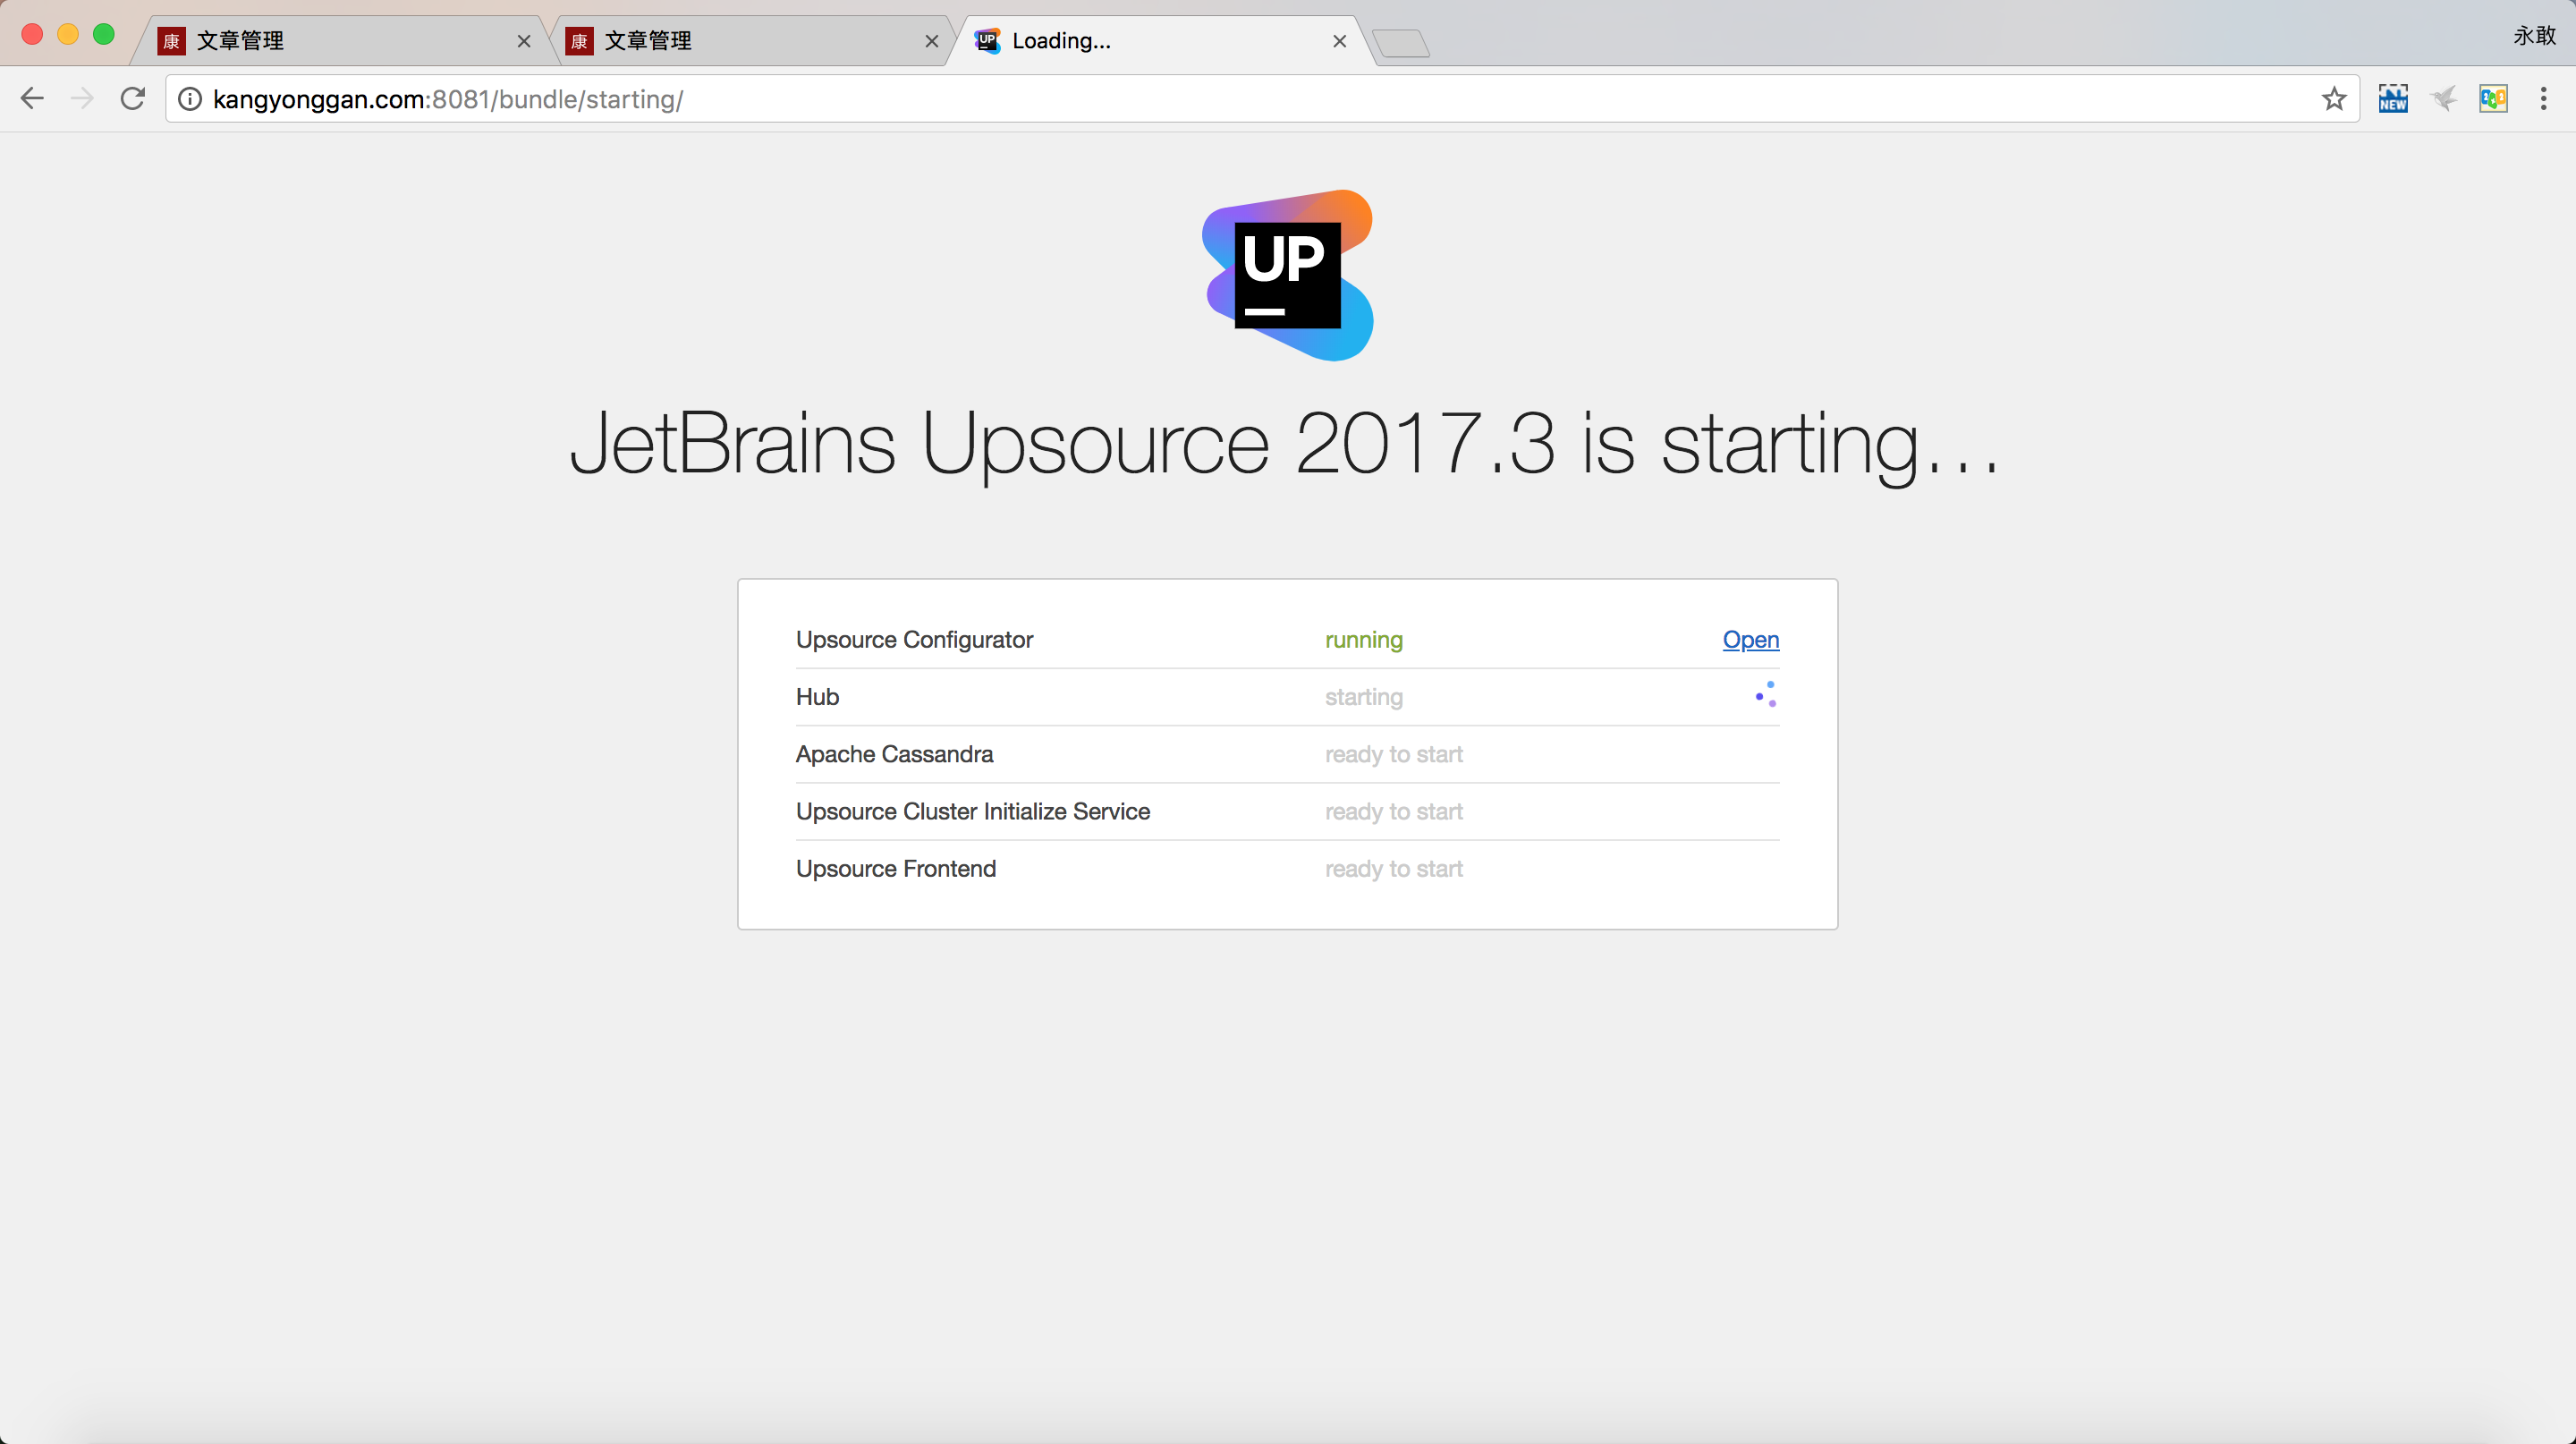 康 文章管理
康 文章管理
UP Loading...
永敢
kangyonggan.com:8081/bundle/starting/
NEW
UP
JetBrains Upsource 2017.3 is starting…
Upsource Configurator running Open
Hub starting
Apache Cassandra ready to start
Upsource Cluster Initialize Service ready to start
Upsource Frontend ready to start